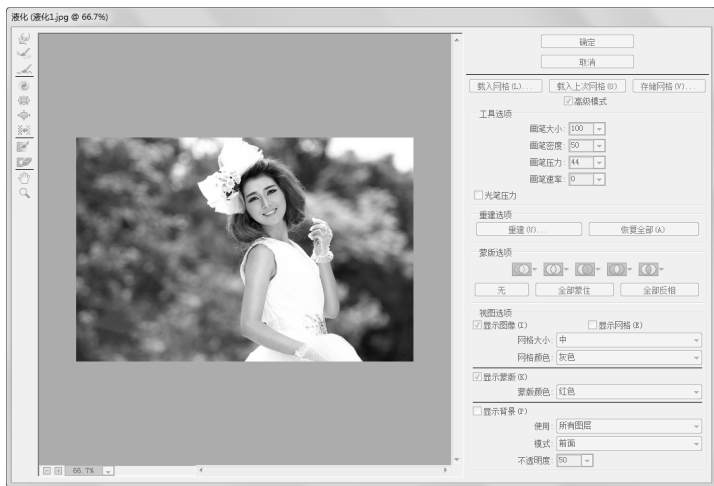 液化 (液化1.jpg @ 66.7%)
确定
取消
载入网格(L)... 载入上次网格(O) 存储网格(V)...
高级模式
工具选项
画笔大小: 100
画笔密度: 50
画笔压力: 44
画笔速率: 0
光笔压力
重建选项
重建(U)... 恢复全部(A)
蒙版选项
无 全部蒙住 全部反相
视图选项
显示图像(I) 显示网格(E)
网格大小: 中
网格颜色: 灰色
显示蒙版(K)
蒙版颜色: 红色
显示背景(P)
使用: 所有图层
模式: 前面
不透明度: 50
66.7%